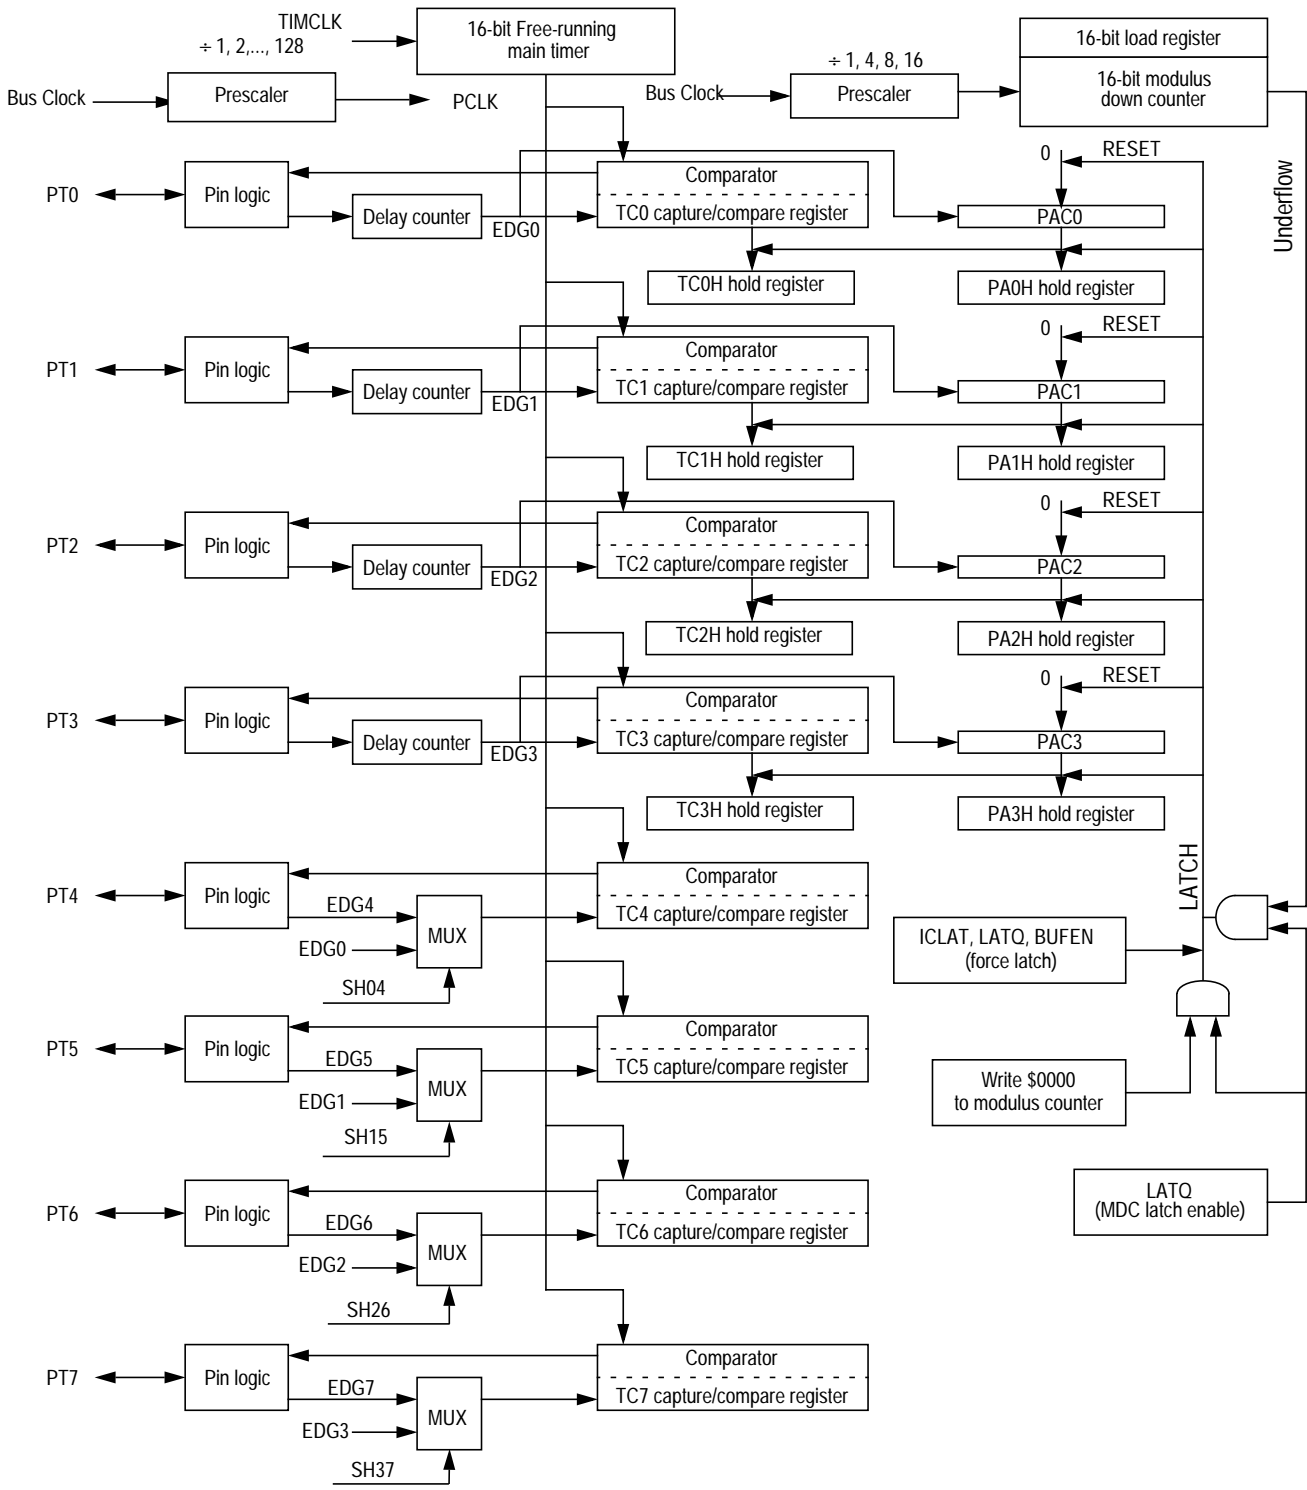 TIMCLK
÷ 1, 2,..., 128
16-bit Free-running
main timer
Bus Clock
Prescaler
PCLK
÷ 1, 4, 8, 16
Bus Clock
Prescaler
16-bit load register
16-bit modulus
down counter
Underflow
PT0
Pin logic
Delay counter
EDG0
Comparator
TC0 capture/compare register
TC0H hold register
0
RESET
PAC0
PA0H hold register
PT1
Pin logic
Delay counter
EDG1
Comparator
TC1 capture/compare register
TC1H hold register
0
RESET
PAC1
PA1H hold register
PT2
Pin logic
Delay counter
EDG2
Comparator
TC2 capture/compare register
TC2H hold register
0
RESET
PAC2
PA2H hold register
PT3
Pin logic
Delay counter
EDG3
Comparator
TC3 capture/compare register
TC3H hold register
0
RESET
PAC3
PA3H hold register
LATCH
PT4
Pin logic
EDG4
EDG0
MUX
SH04
Comparator
TC4 capture/compare register
ICLAT, LATQ, BUFEN
(force latch)
PT5
Pin logic
EDG5
EDG1
MUX
SH15
Comparator
TC5 capture/compare register
Write $0000
to modulus counter
PT6
Pin logic
EDG6
EDG2
MUX
SH26
Comparator
TC6 capture/compare register
LATQ
(MDC latch enable)
PT7
Pin logic
EDG7
EDG3
MUX
SH37
Comparator
TC7 capture/compare register